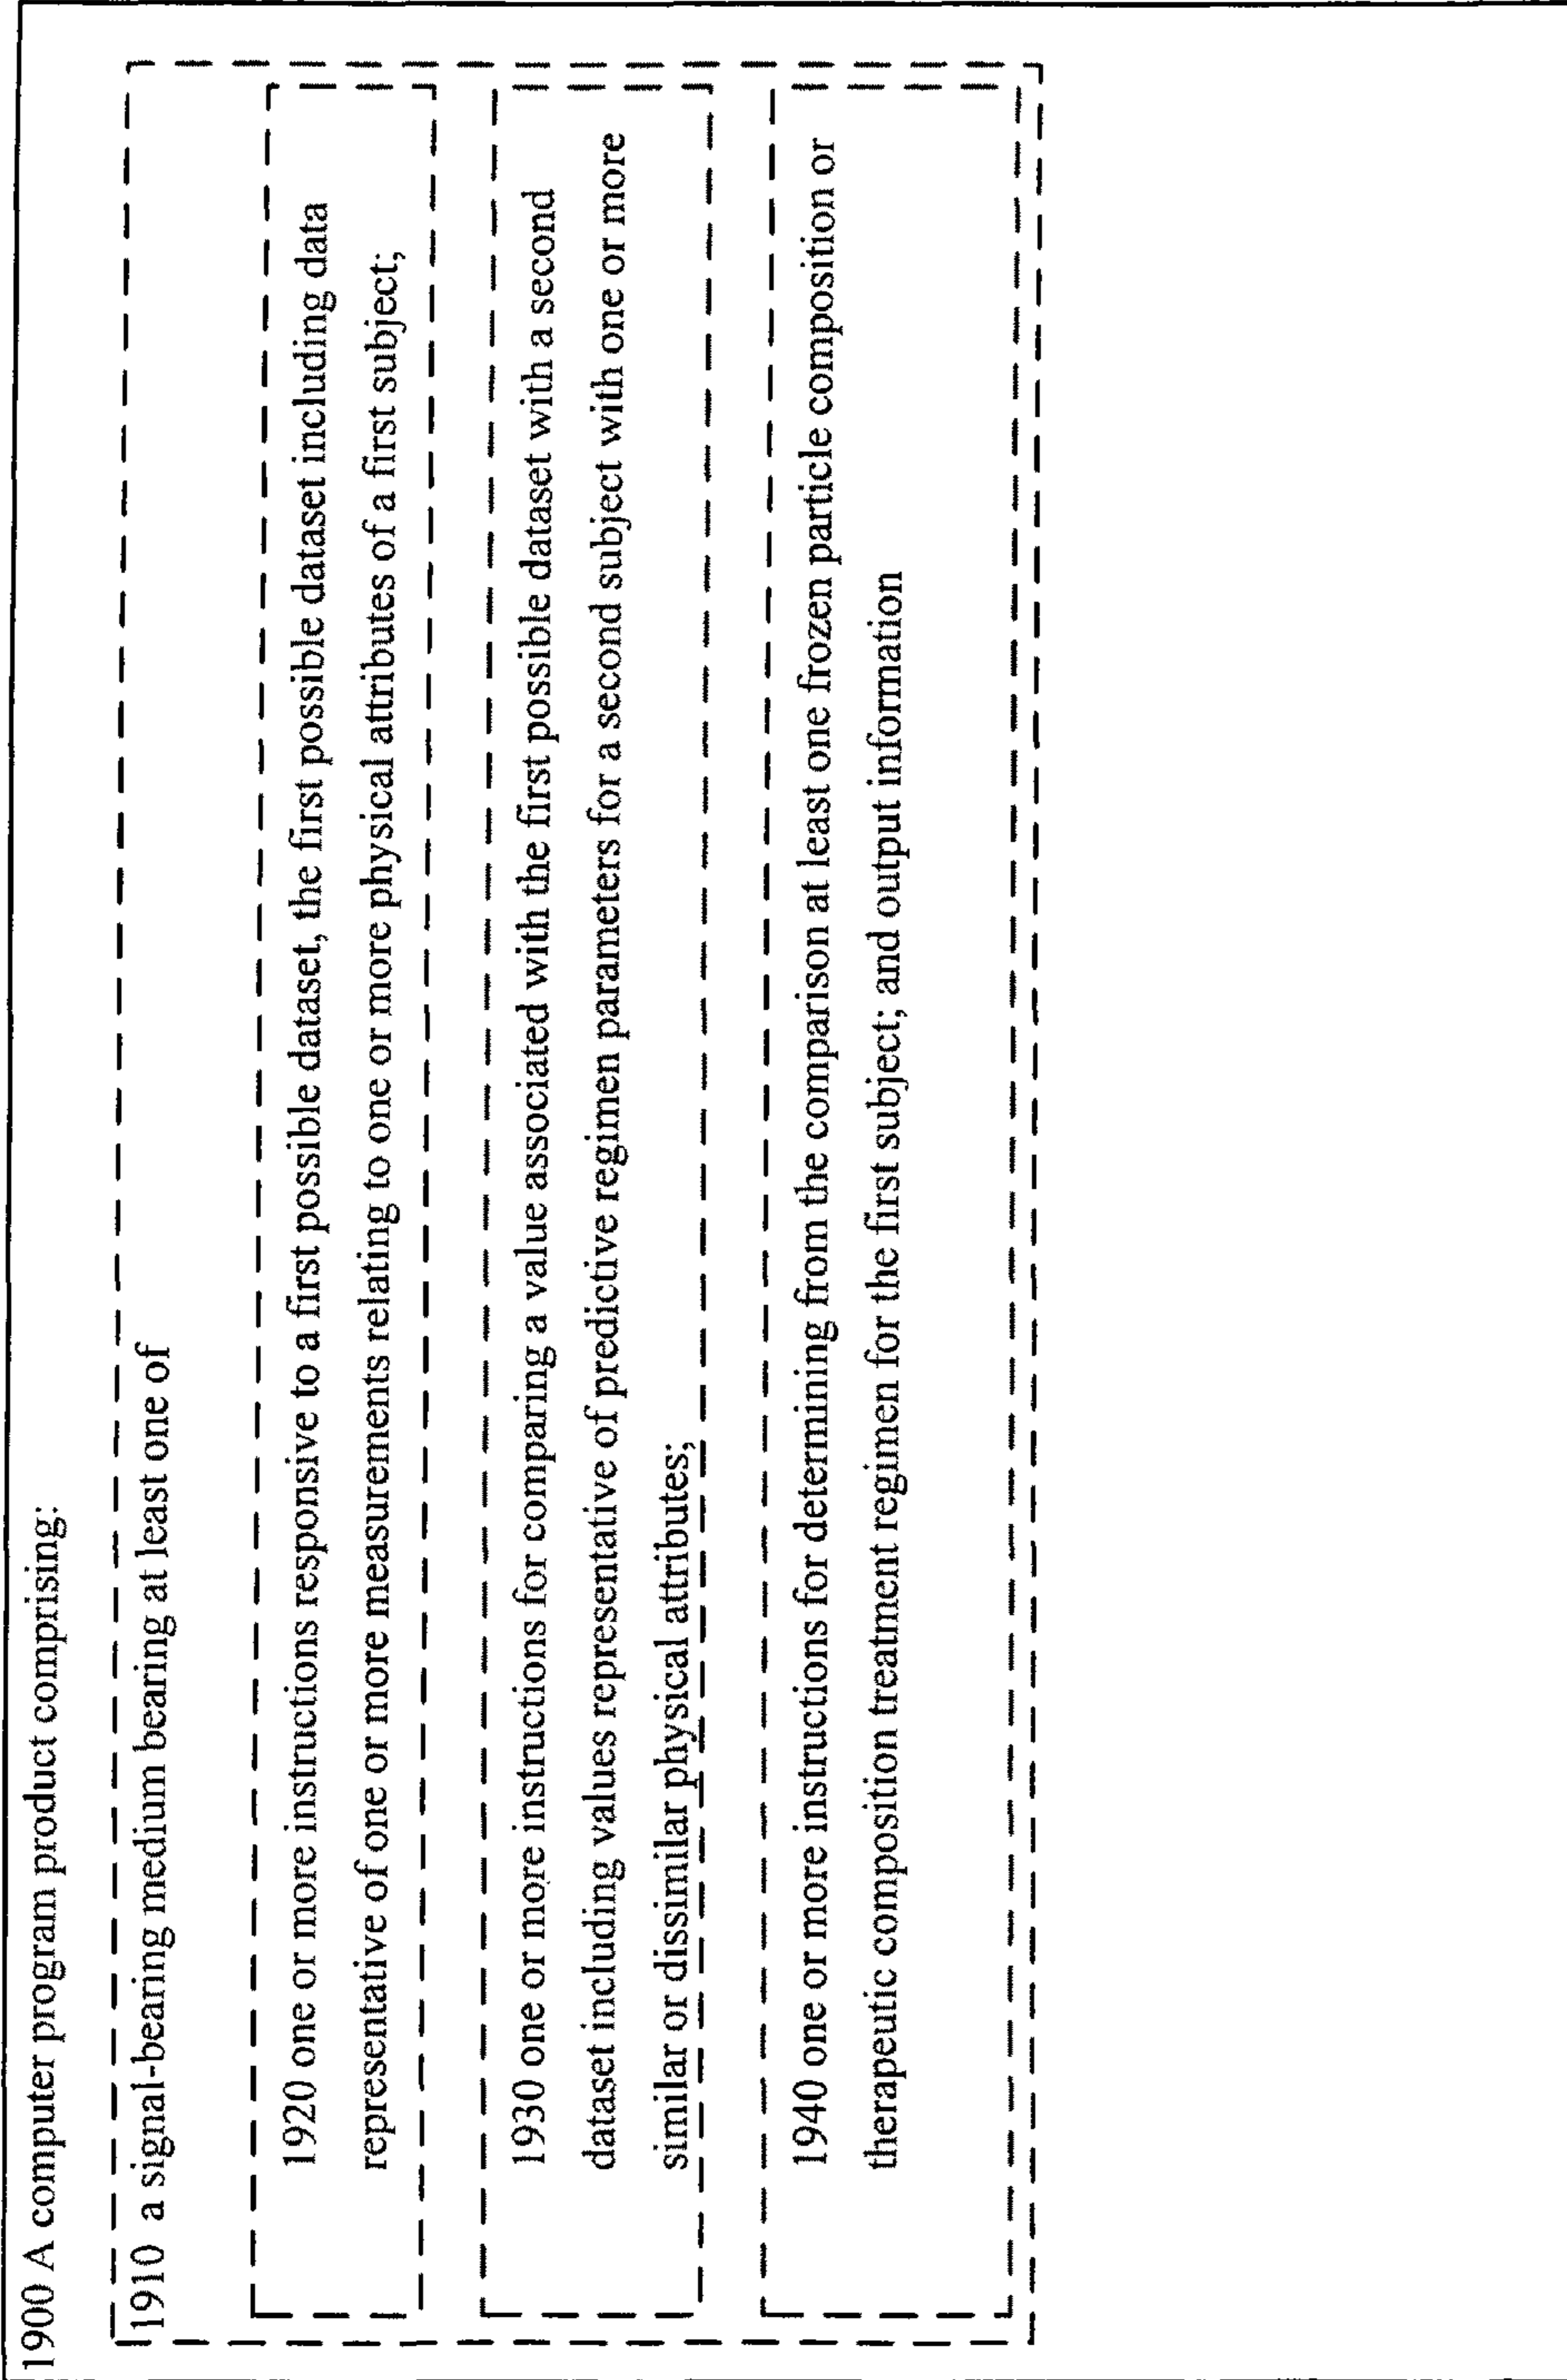 1900 A computer program product comprising:
1910 a signal-bearing medium bearing at least one of
1920 one or more instructions responsive to a first possible dataset, the first possible dataset including data
representative of one or more measurements relating to one or more physical attributes of a first subject;
1930 one or more instructions for comparing a value associated with the first possible dataset with a second
dataset including values representative of predictive regimen parameters for a second subject with one or more
similar or dissimilar physical attributes;
1940 one or more instructions for determining from the comparison at least one frozen particle composition or
therapeutic composition treatment regimen for the first subject; and output information